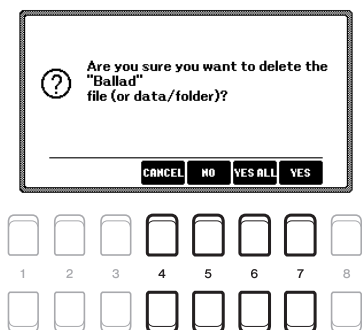 Are you sure you want to delete the
"Ballad"
file (or data/folder)?
CANCEL NO YES ALL YES
1 2 3 4 5 6 7 8